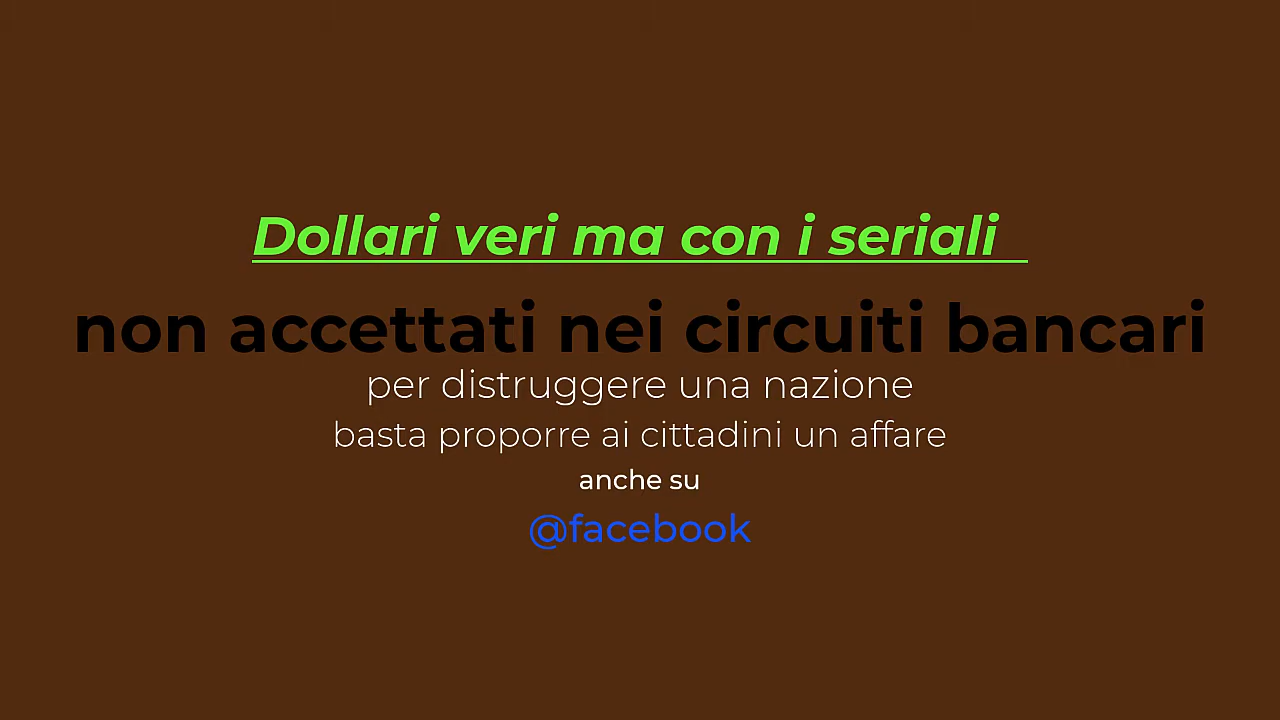 Dollari veri ma con i seriali
non accettati nei circuiti bancari
per distruggere una nazione
basta proporre ai cittadini un affare
anche su
@facebook